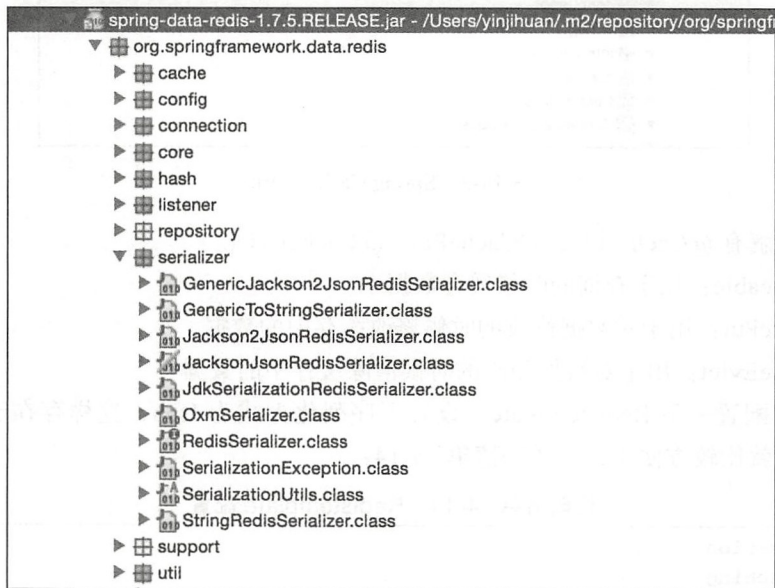 spring-data-redis-1.7.5.RELEASE.jar - /Users/yinjihuan/.m2/repository/org/springf
org.springframework.data.redis
cache
config
connection
core
hash
listener
repository
serializer
GenericJackson2JsonRedisSerializer.class
GenericToStringSerializer.class
Jackson2JsonRedisSerializer.class
JacksonJsonRedisSerializer.class
JdkSerializationRedisSerializer.class
OxmSerializer.class
RedisSerializer.class
SerializationException.class
SerializationUtils.class
StringRedisSerializer.class
support
util